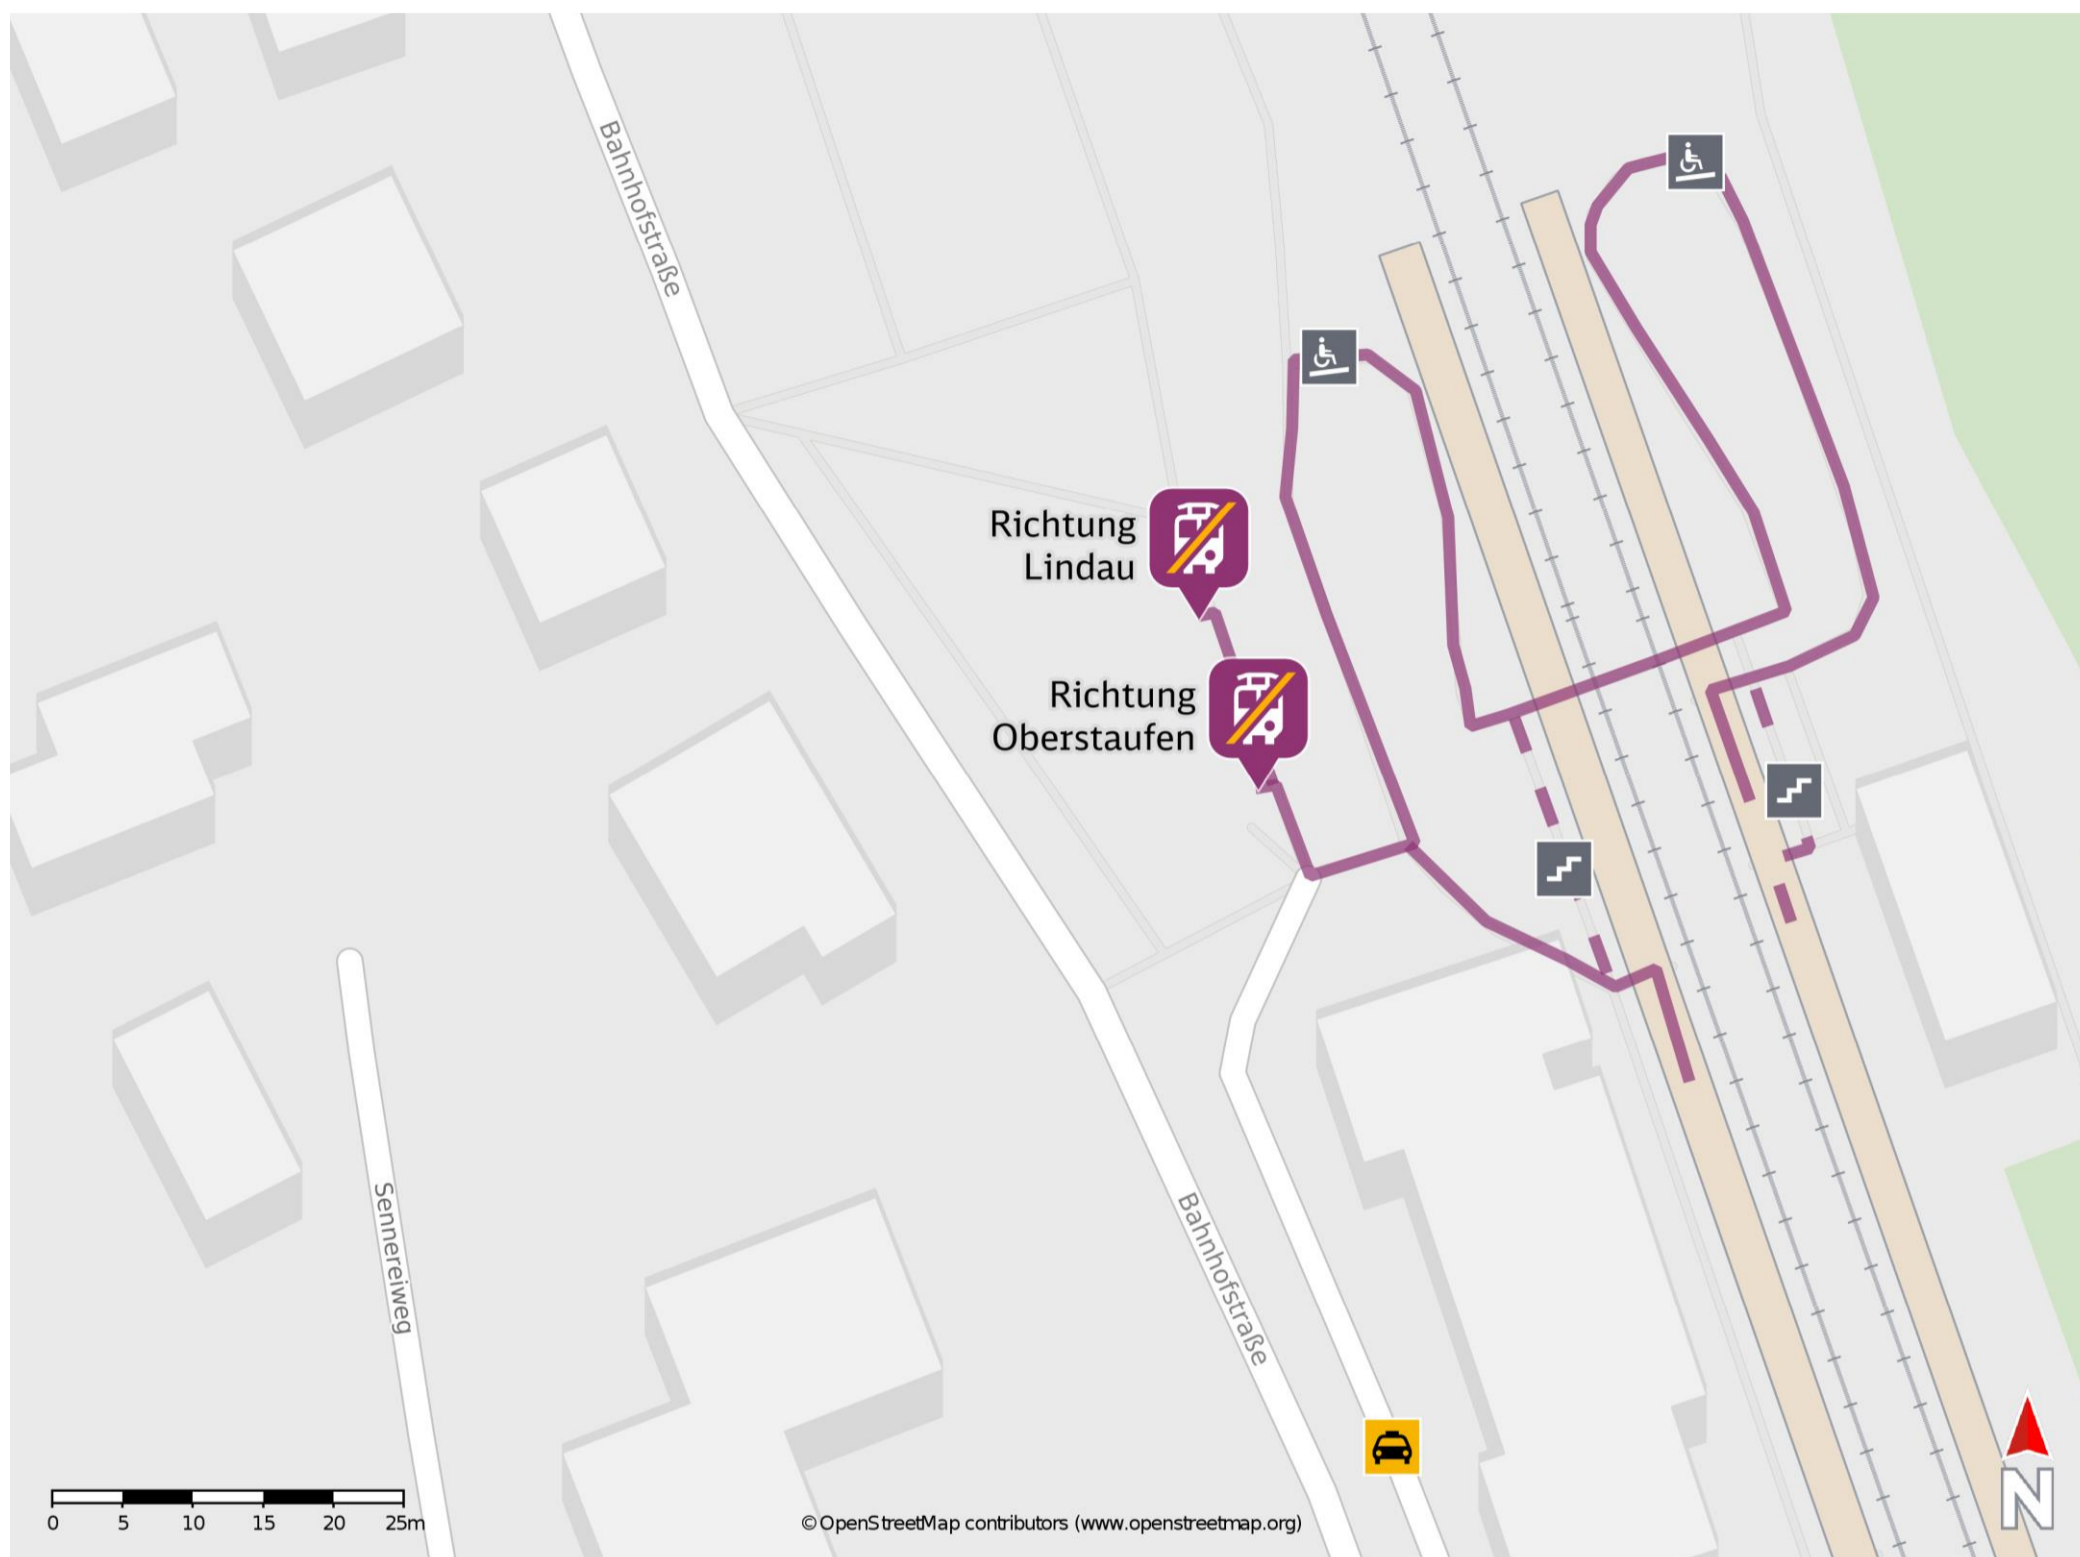 Bahnhofstraße
Richtung
Lindau
Richtung
Oberstaufen
Sennereiweg
Bahnhofstraße
0 5 10 15 20 25m
©OpenStreetMap contributors (www.openstreetmap.org)
N